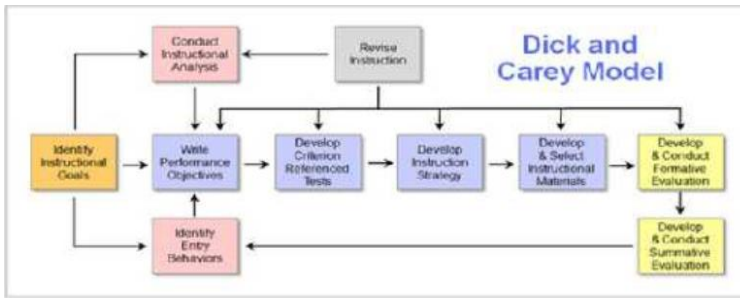 Conduct
Instructional
Analysis
Revise
Instruction
Dick and
Carey Model
Identify
Instructional
Goals
Write
Performance
Objectives
Develop
Criterion
Referenced
Tests
Develop
Instruction
Strategy
Develop
& Select
Instructional
Materials
Develop
& Conduct
Formative
Evaluation
Identify
Entry
Behaviors
Develop
& Conduct
Summative
Evaluation